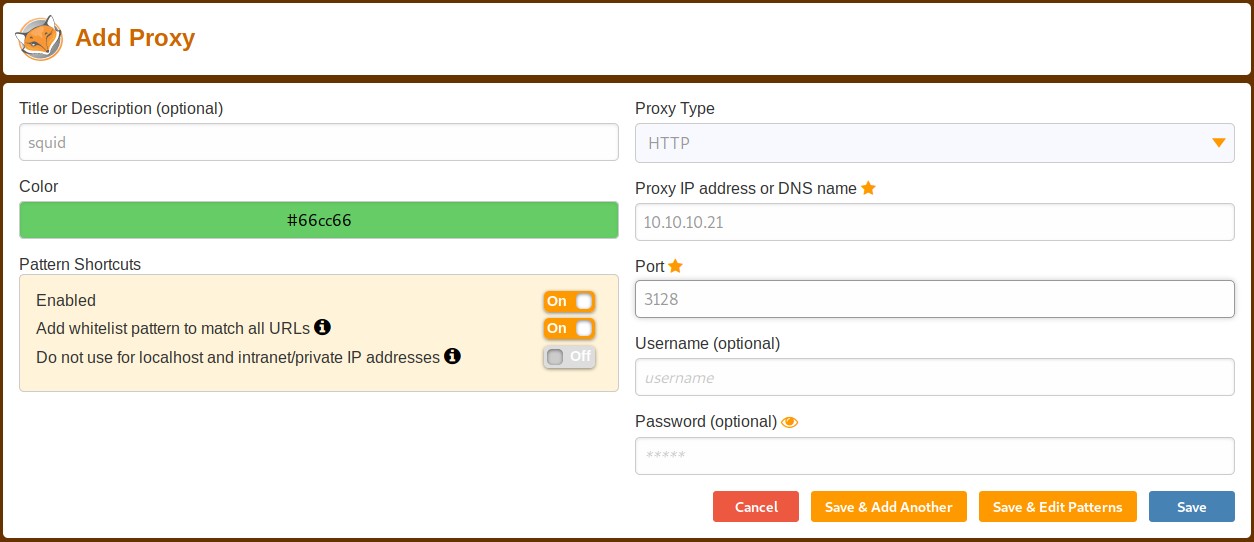 Add Proxy
Title or Description (optional)
squid
Color
#66cc66
Pattern Shortcuts
Enabled
On
Add whitelist pattern to match all URLs
On
Do not use for localhost and intranet/private IP addresses
Off
Proxy Type
HTTP
Proxy IP address or DNS name
10.10.10.21
Port
3128
Username (optional)
username
Password (optional)
*****
Cancel
Save & Add Another
Save & Edit Patterns
Save